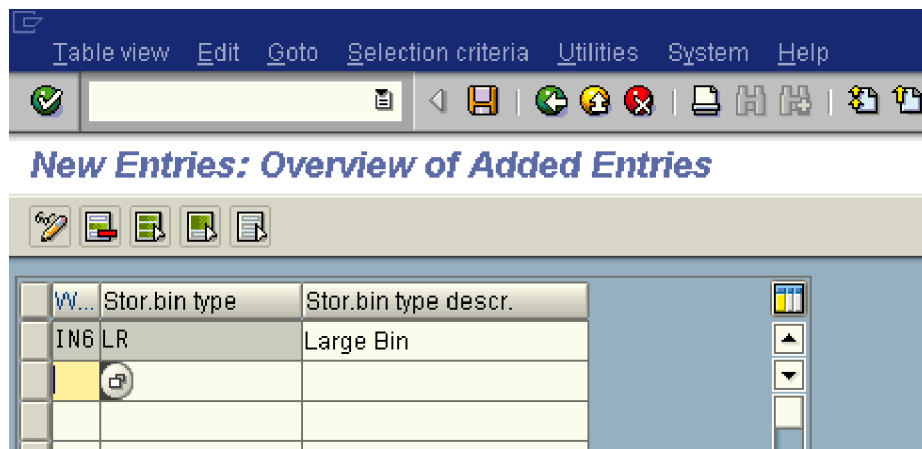 Table view Edit Goto Selection criteria Utilities System Help
New Entries: Overview of Added Entries
W... Stor.bin type Stor.bin type descr.
IN6 LR Large Bin